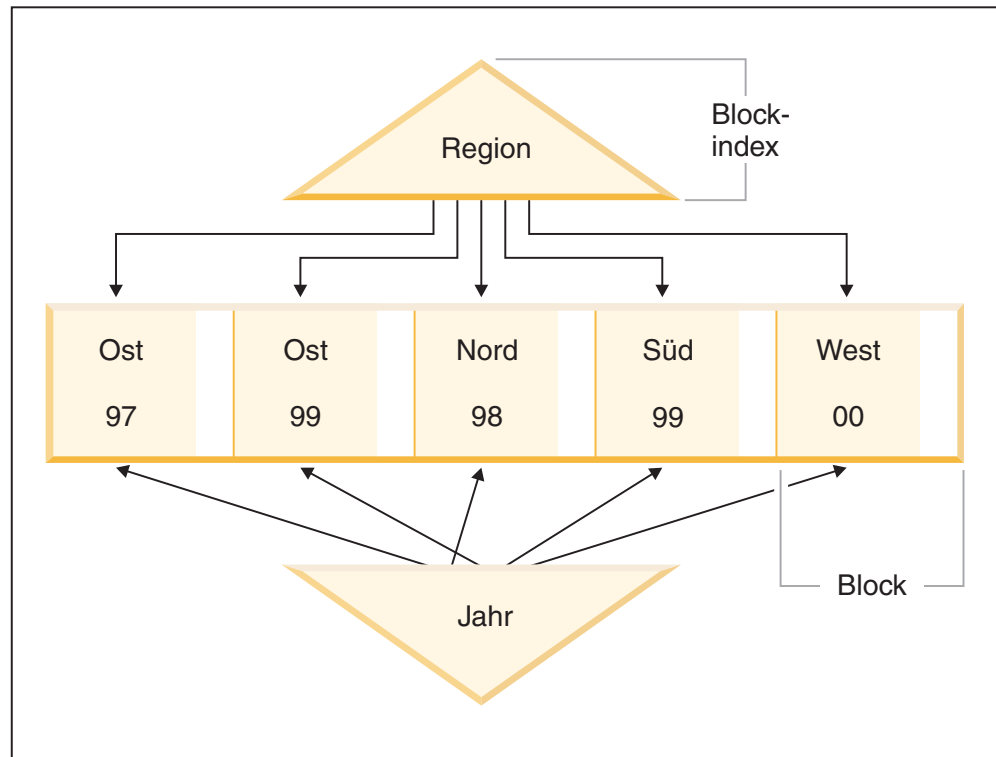 Region
Block-
index
Ost
Ost
Nord
Süd
West
97
99
98
99
00
Jahr
Block